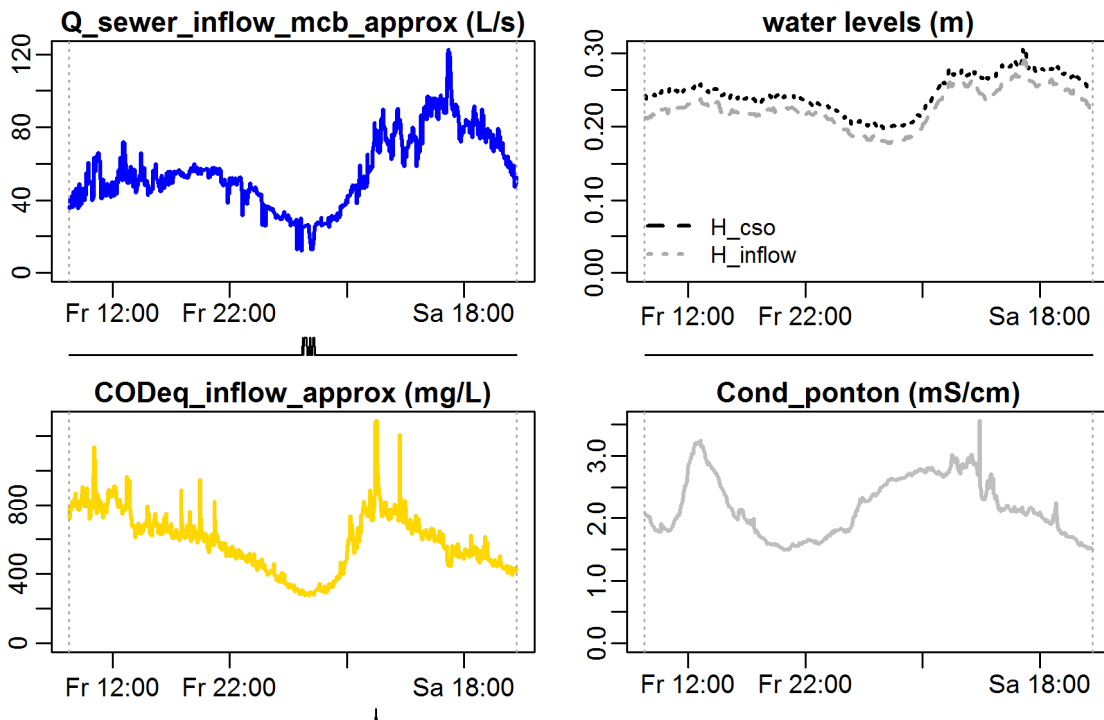 Q_sewer_inflow_mcb_approx (L/s)
0 40 80 120
Fr 12:00 Fr 22:00 Sa 18:00
water levels (m)
0.00 0.10 0.20 0.30
H_cso
H_inflow
Fr 12:00 Fr 22:00 Sa 18:00
CODeq_inflow_approx (mg/L)
0 400 800
Fr 12:00 Fr 22:00 Sa 18:00
Cond_ponton (mS/cm)
0.0 1.0 2.0 3.0
Fr 12:00 Fr 22:00 Sa 18:00